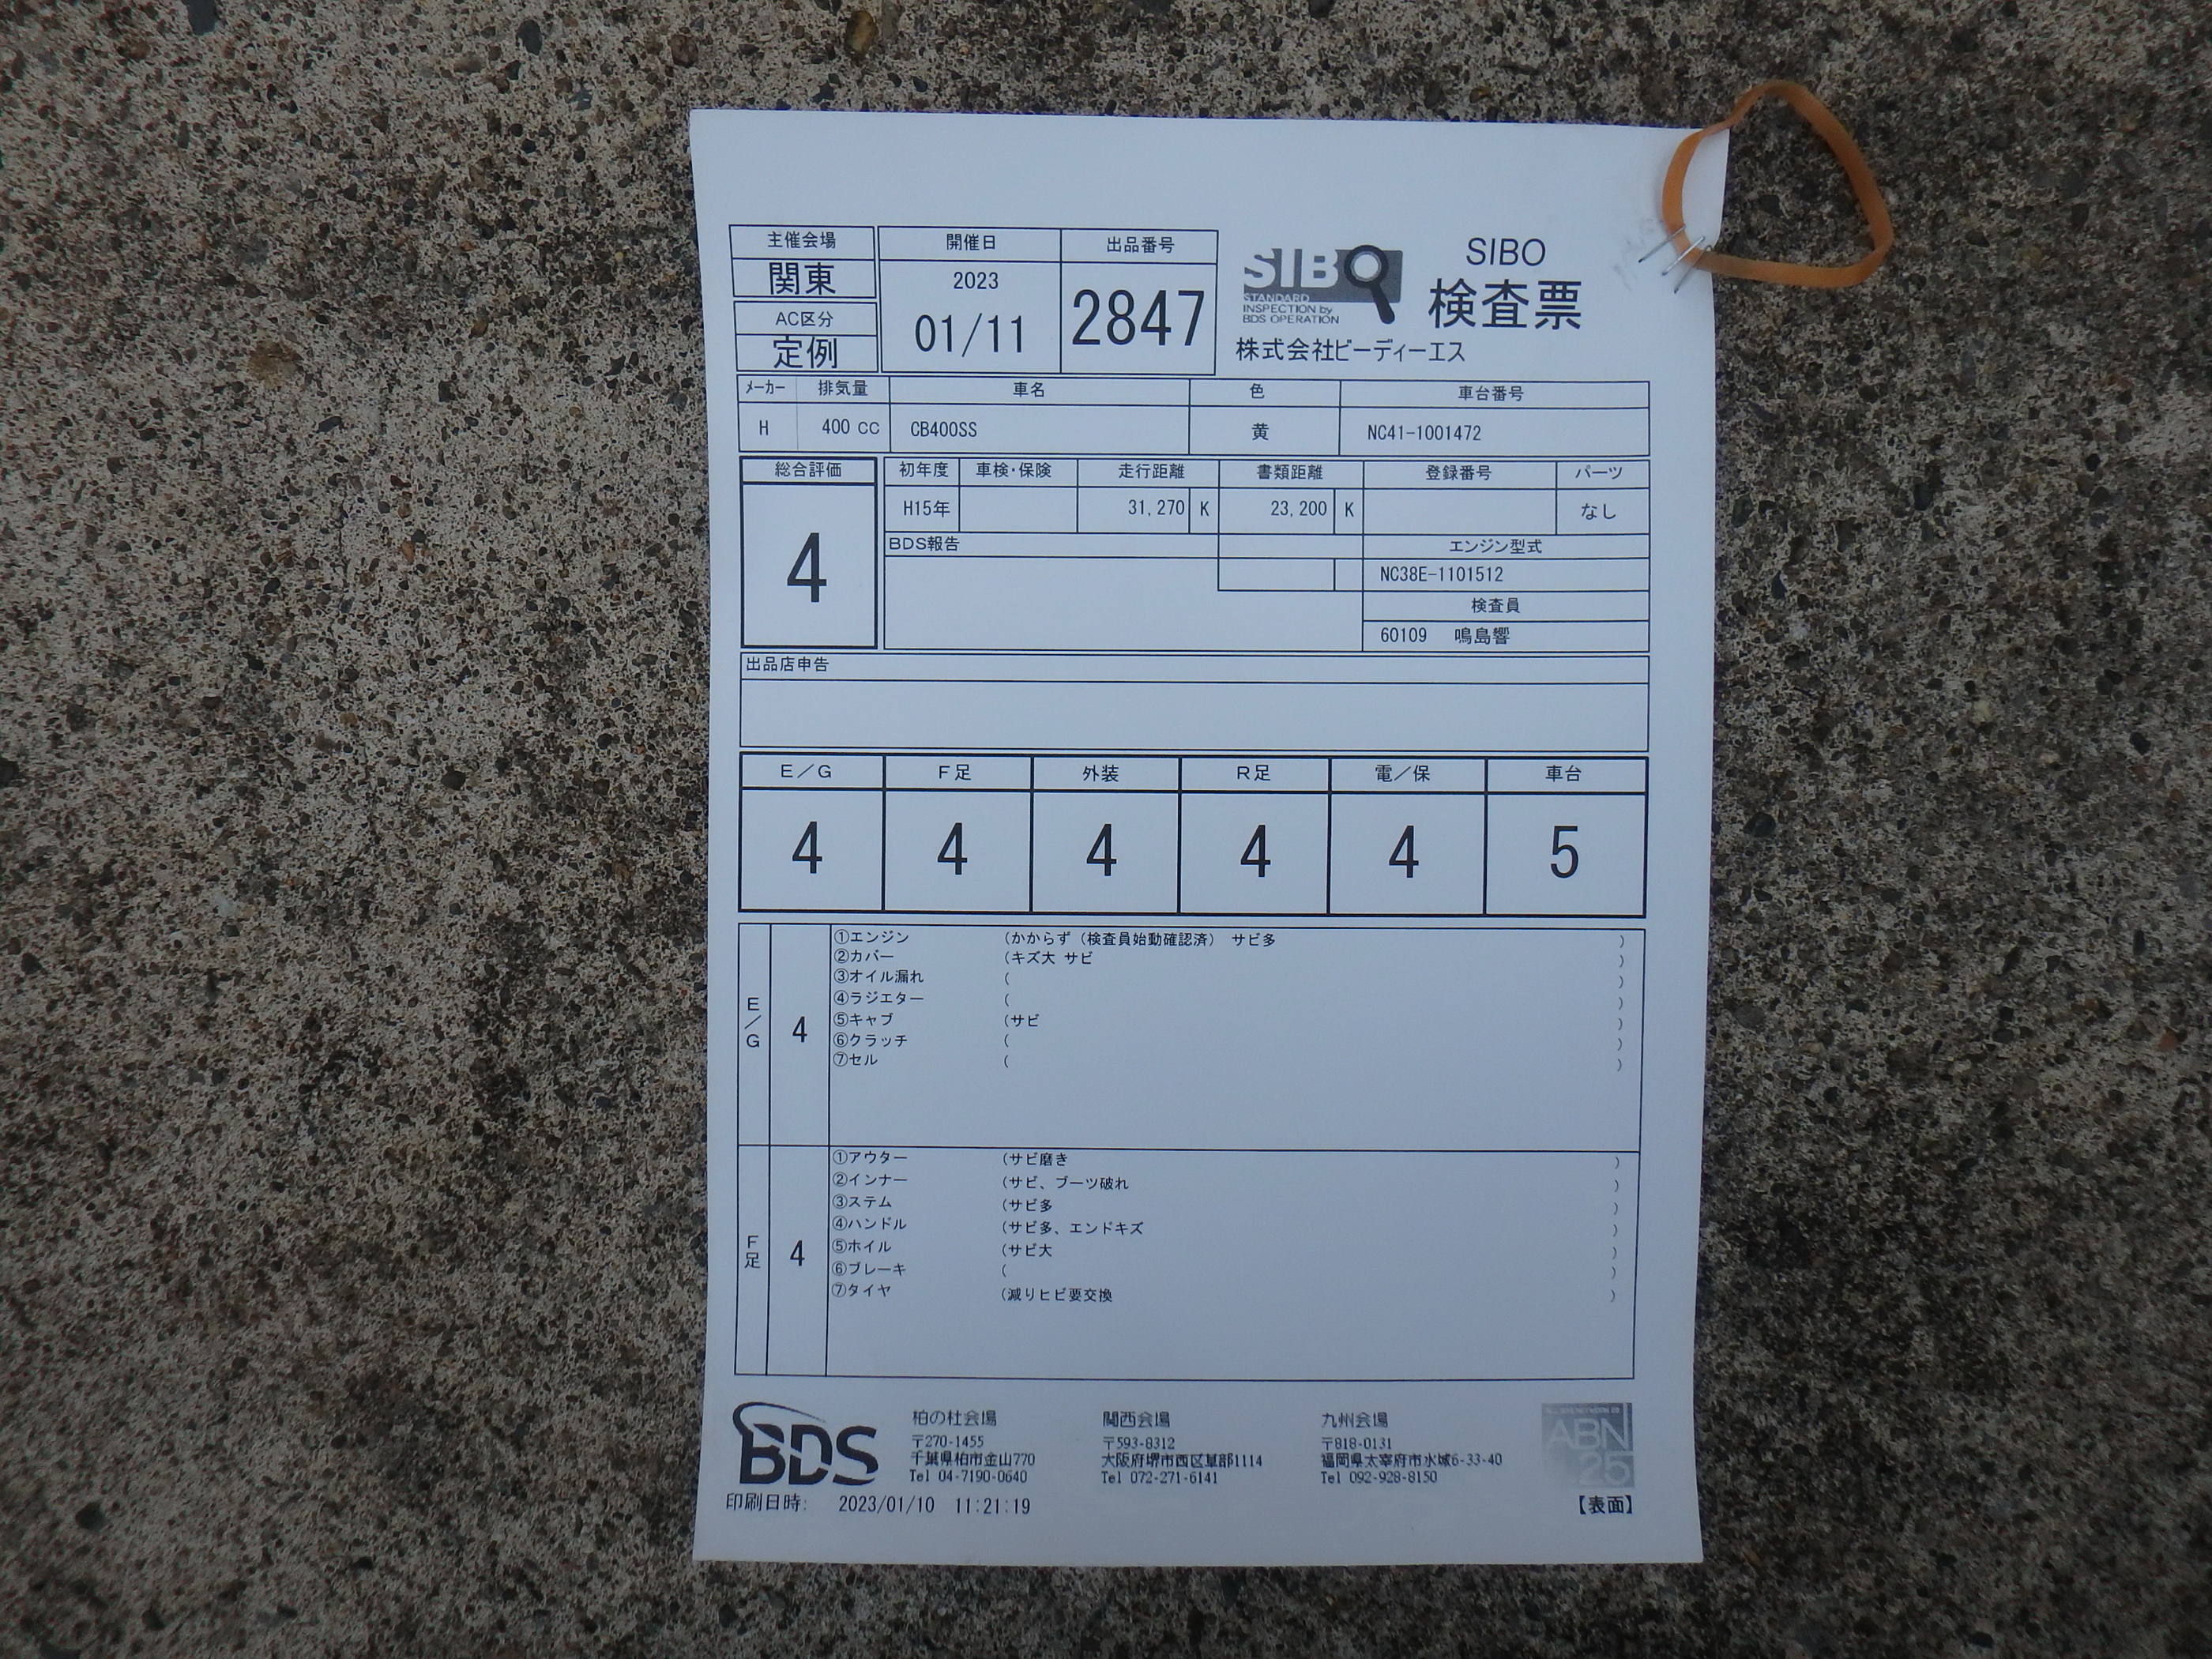 主催会場 開催日 出品番号
関東 2023 01/11 2847
AC区分
定例
SIBO
STANDARD
INSPECTION by
BDS OPERATION
SIBO
検査票
株式会社ビーディーエス
メーカー 排気量 車名 色 車台番号
H 400 CC CB400SS 黄 NC41-1001472
総合評価 初年度 車検・保険 走行距離 書類距離 登録番号 パーツ
4 H15年 31,270 K 23,200 K なし
BDS報告 エンジン型式
NC38E-1101512
検査員
60109 鳴島響
出品店申告
E/G F足 外装 R足 電/保 車台
4 4 4 4 4 5
E/G 4
①エンジン (かからず (検査員始動確認済) サビ多 )
②カバー (キズ大 サビ )
③オイル漏れ ( )
④ラジエター ( )
⑤キャブ (サビ )
⑥クラッチ ( )
⑦セル ( )
F足 4
①アウター (サビ磨き )
②インナー (サビ、ブーツ破れ )
③ステム (サビ多 )
④ハンドル (サビ多、エンドキズ )
⑤ホイル (サビ大 )
⑥ブレーキ ( )
⑦タイヤ (減りヒビ要交換 )
BDS
柏の杜会場 関西会場 九州会場
〒270-1455 〒593-8312 〒818-0131
千葉県柏市金山770 大阪府堺市西区草部1114 福岡県太宰府市水城6-33-40
Tel 04-7190-0640 Tel 072-271-6141 Tel 092-928-8150
ABN
25
印刷日時: 2023/01/10 11:21:19 【表面】